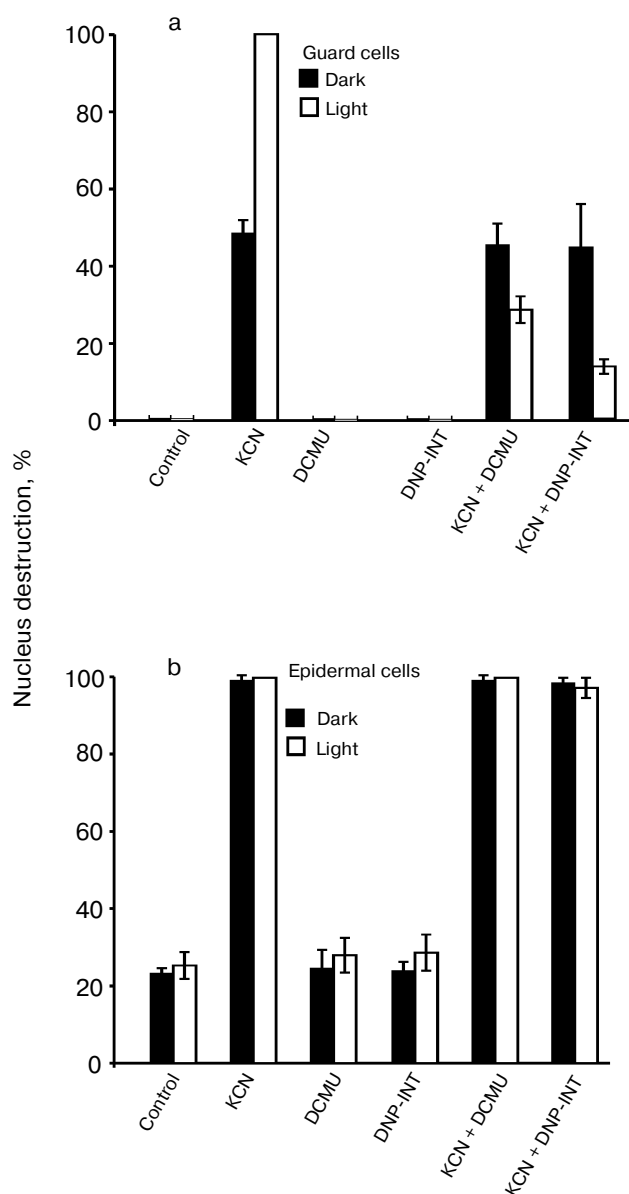 a
Guard cells
Dark
Light
100
80
60
40
20
0
Control
KCN
DCMU
DNP-INT
KCN + DCMU
KCN + DNP-INT
Nucleus destruction, %
b
Epidermal cells
Dark
Light
100
80
60
40
20
0
Control
KCN
DCMU
DNP-INT
KCN + DCMU
KCN + DNP-INT